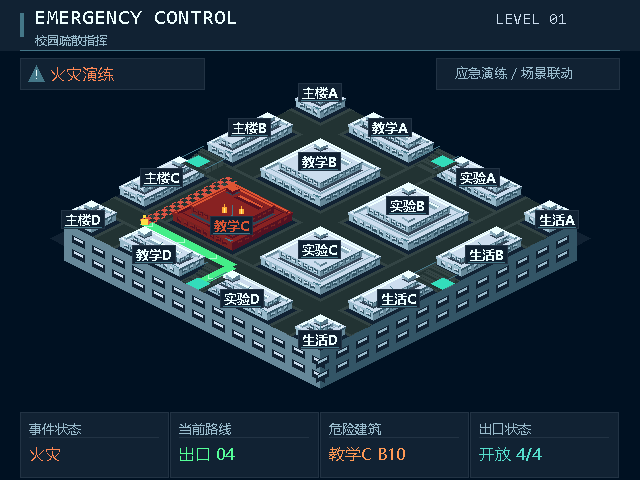 EMERGENCY CONTROL
LEVEL 01
校园疏散指挥
火灾演练
应急演练 / 场景联动
主楼A
主楼B
教学A
教学B
主楼C
实验A
实验B
主楼D
生活A
教学C
教学D
实验C
生活B
实验D
生活C
生活D
事件状态
火灾
当前路线
出口 04
危险建筑
教学C B10
出口状态
开放 4/4